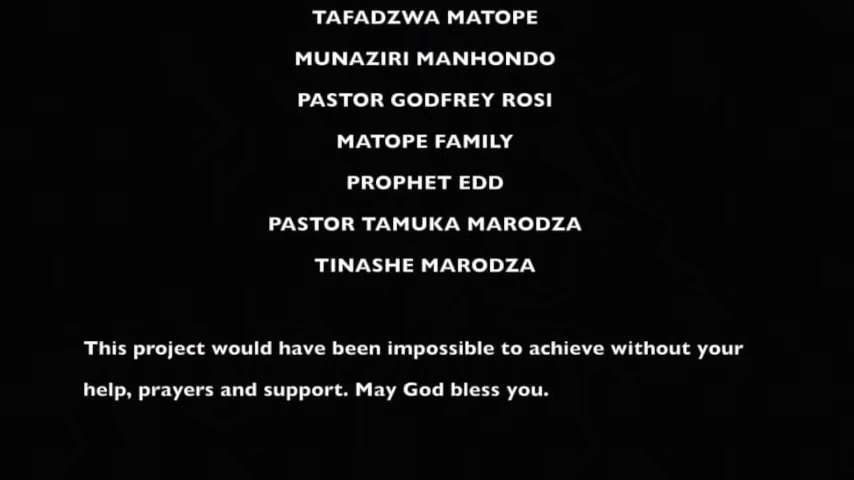 TAFADZWA MATOPE
MUNAZIRI MANHONDO
PASTOR GODFREY ROSI
MATOPE FAMILY
PROPHET EDD
PASTOR TAMUKA MARODZA
TINASHE MARODZA
This project would have been impossible to achieve without your
help, prayers and support. May God bless you.